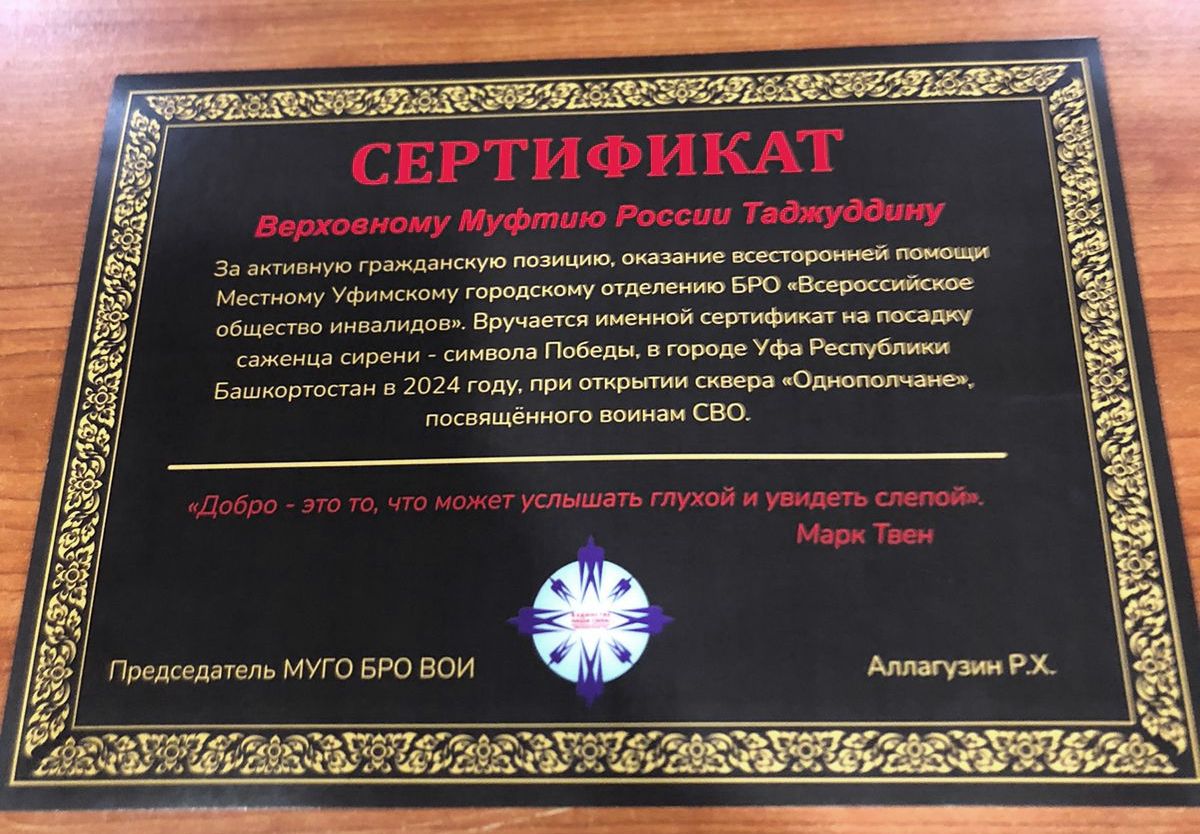 СЕРТИФИКАТ
Верховному Муфтию России Таджуддину
За активную гражданскую позицию, оказание всесторонней помощи
Местному Уфимскому городскому отделению БРО «Всероссийское
общество инвалидов». Вручается именной сертификат на посадку
саженца сирени - символа Победы, в городе Уфа Республики
Башкортостан в 2024 году, при открытии сквера «Однополчане»,
посвящённого воинам СВО.
«Добро - это то, что может услышать глухой и увидеть слепой».
Марк Твен
Председатель МУГО БРО ВОИ
Аллагузин Р.Х.